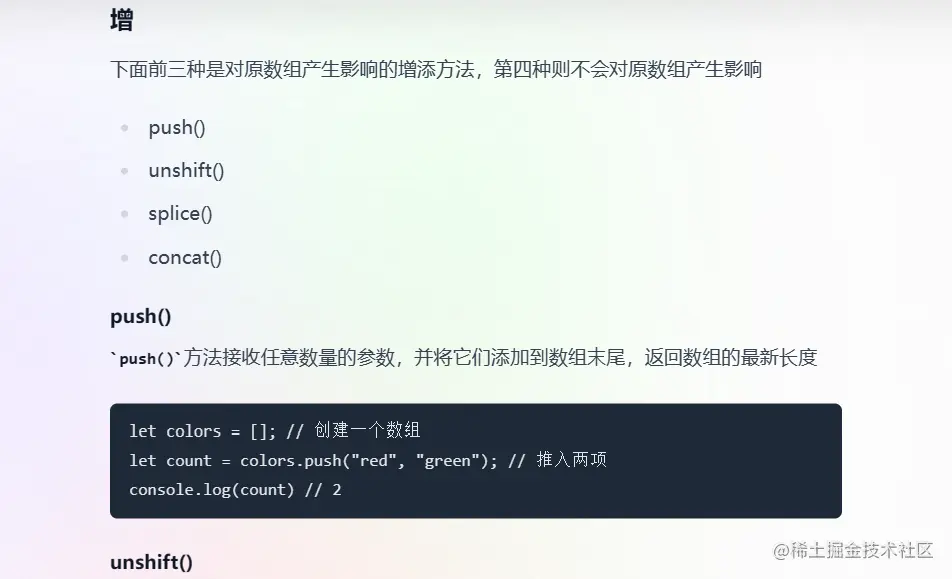 增
下面前三种是对原数组产生影响的增添方法，第四种则不会对原数组产生影响
push()
unshift()
splice()
concat()
push()
`push()`方法接收任意数量的参数，并将它们添加到数组末尾，返回数组的最新长度
let colors = []; // 创建一个数组
let count = colors.push("red", "green"); // 推入两项
console.log(count) // 2
unshift()
@稀土掘金技术社区